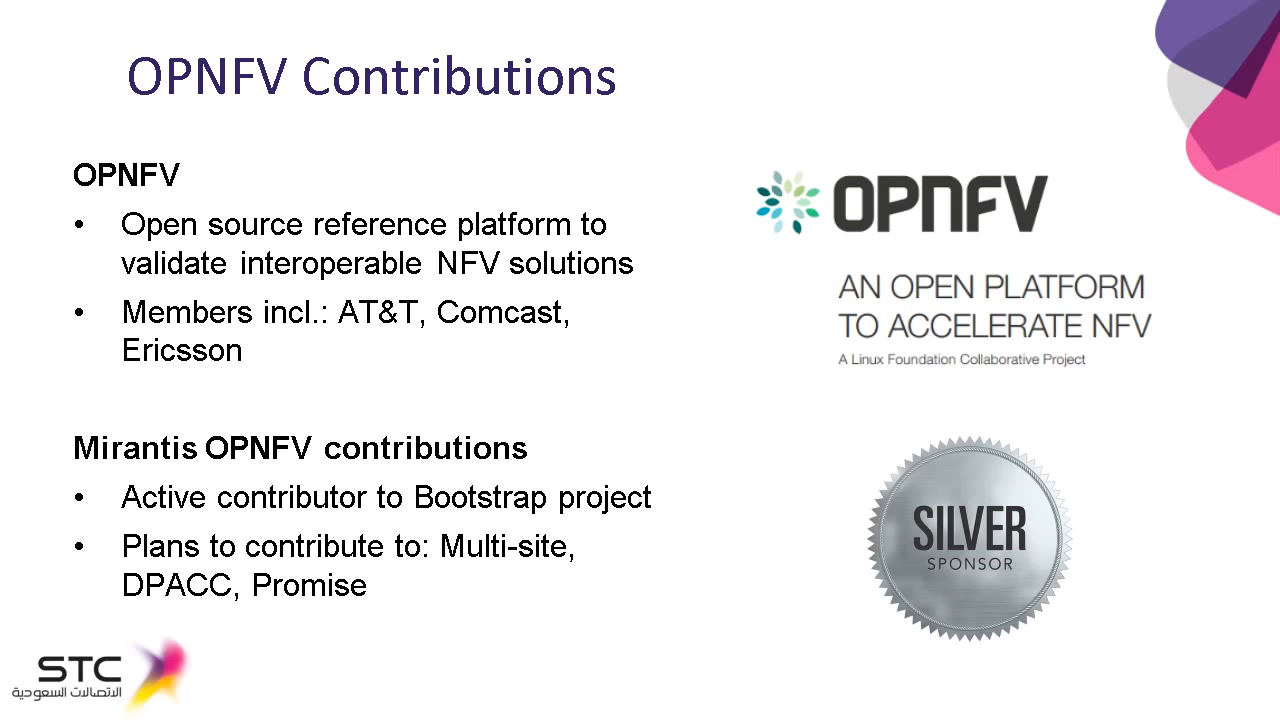 OPNFV Contributions
OPNFV
• Open source reference platform to
validate interoperable NFV solutions
• Members incl.: AT&T, Comcast,
Ericsson
Mirantis OPNFV contributions
• Active contributor to Bootstrap project
• Plans to contribute to: Multi-site,
DPACC, Promise
OPNFV
AN OPEN PLATFORM
TO ACCELERATE NFV
A Linux Foundation Collaborative Project
SILVER
SPONSOR
STC
الاتصالات السعودية